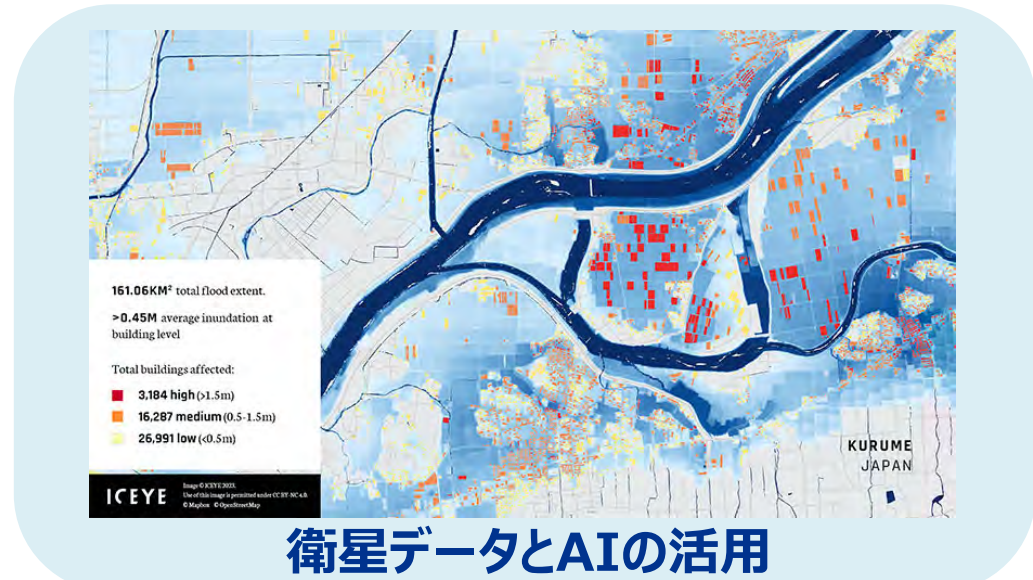 161.06KM² total flood extent.
>0.45M average inundation at
building level
Total buildings affected:
3,184 high (>1.5m)
16,287 medium (0.5-1.5m)
26,991 low (<0.5m)
ICEYE
Image © ICEYE 2023.
Use of this image is permitted under CC BY-NC 4.0.
© Mapbox © OpenStreetMap
KURUME
JAPAN
衛星データとAIの活用